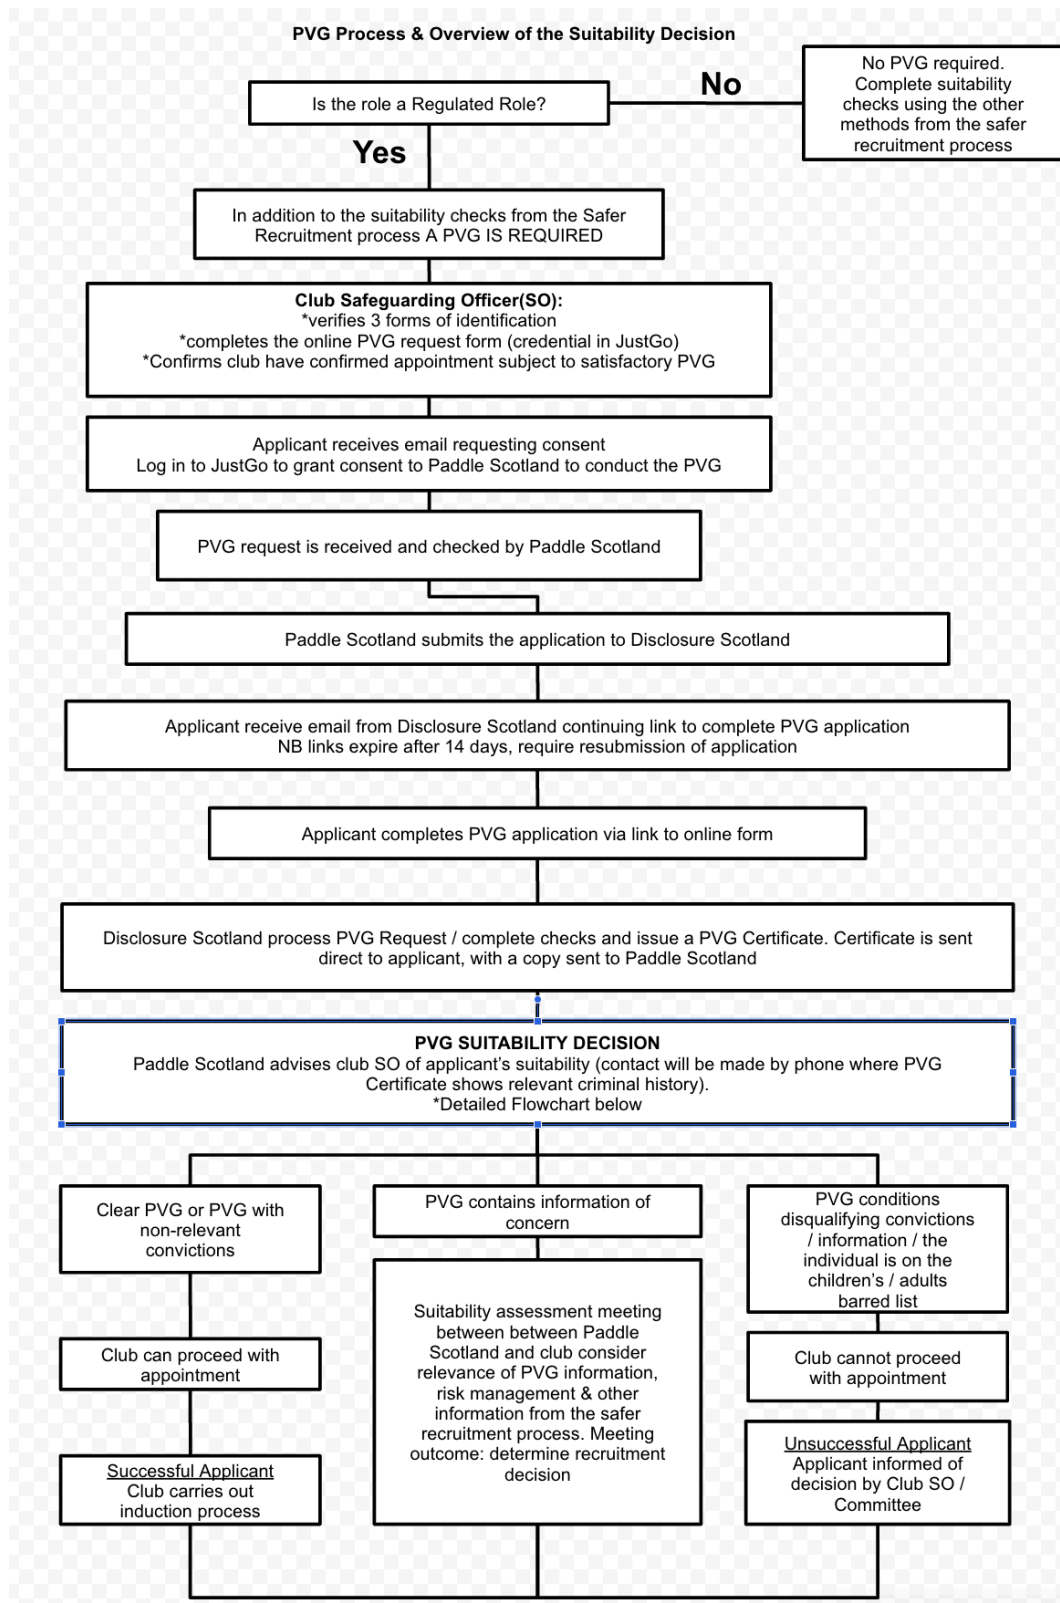 PVG Process & Overview of the Suitability Decision
Is the role a Regulated Role?
No
No PVG required.
Complete suitability
checks using the other
methods from the safer
recruitment process
Yes
In addition to the suitability checks from the Safer
Recruitment process A PVG IS REQUIRED
Club Safeguarding Officer(SO):
*verifies 3 forms of identification
*completes the online PVG request form (credential in JustGo)
*Confirms club have confirmed appointment subject to satisfactory PVG
Applicant receives email requesting consent
Log in to JustGo to grant consent to Paddle Scotland to conduct the PVG
PVG request is received and checked by Paddle Scotland
Paddle Scotland submits the application to Disclosure Scotland
Applicant receive email from Disclosure Scotland continuing link to complete PVG application
NB links expire after 14 days, require resubmission of application
Applicant completes PVG application via link to online form
Disclosure Scotland process PVG Request / complete checks and issue a PVG Certificate. Certificate is sent
direct to applicant, with a copy sent to Paddle Scotland
PVG SUITABILITY DECISION
Paddle Scotland advises club SO of applicant's suitability (contact will be made by phone where PVG
Certificate shows relevant criminal history).
*Detailed Flowchart below
Clear PVG or PVG with
non-relevant
convictions
Club can proceed with
appointment
Successful Applicant
Club carries out
induction process
PVG contains information of
concern
Suitability assessment meeting
between between Paddle
Scotland and club consider
relevance of PVG information,
risk management & other
information from the safer
recruitment process. Meeting
outcome: determine recruitment
decision
PVG conditions
disqualifying convictions
/ information / the
individual is on the
children's / adults
barred list
Club cannot proceed
with appointment
Unsuccessful Applicant
Applicant informed of
decision by Club SO /
Committee